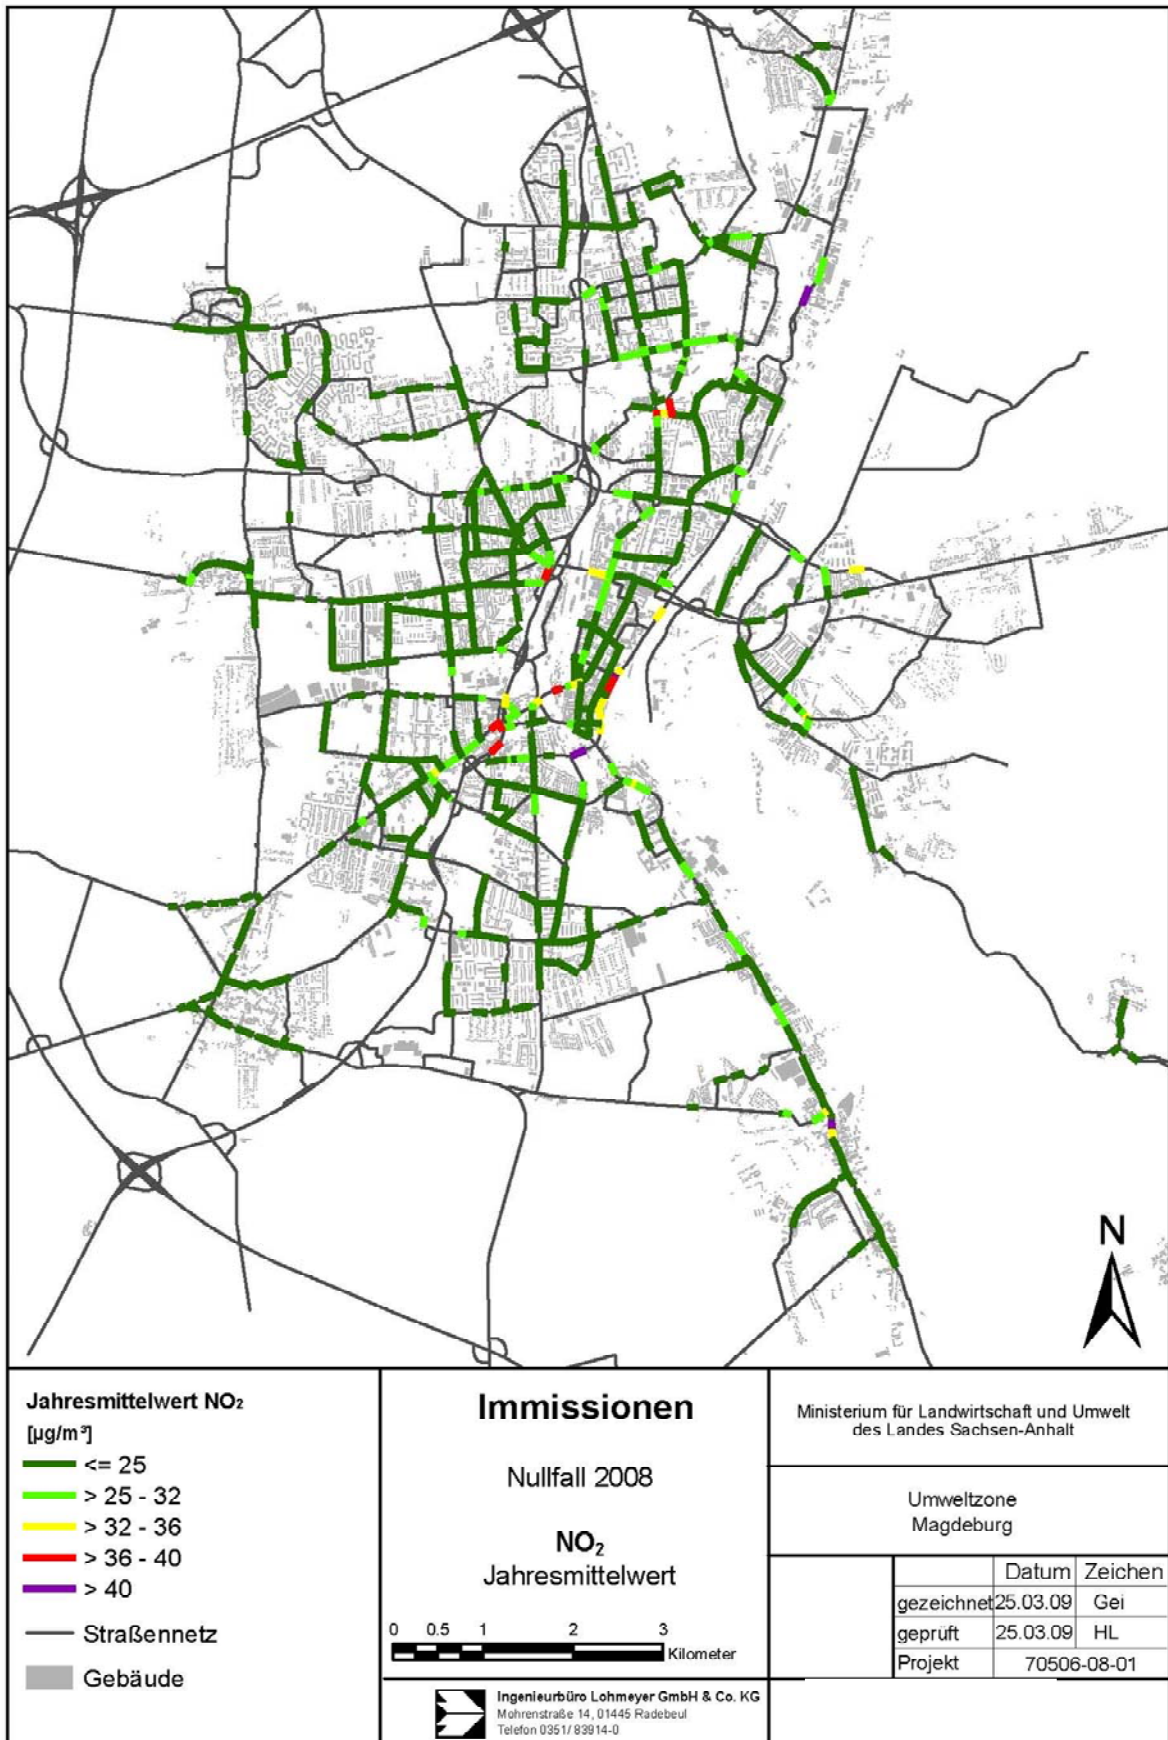 N
Jahresmittelwert NO₂
[µg/m³]
<= 25
> 25 - 32
> 32 - 36
> 36 - 40
> 40
Straßennetz
Gebäude
Immissionen
Nullfall 2008
NO₂
Jahresmittelwert
0 0.5 1 2 3
Kilometer
Ingenieurbüro Lohmeyer GmbH & Co. KG
Mohrenstraße 14, 01445 Radebeul
Telefon 0351/ 83914-0
Ministerium für Landwirtschaft und Umwelt
des Landes Sachsen-Anhalt
Umweltzone
Magdeburg
Datum Zeichen
gezeichnet 25.03.09 Gei
geprüft 25.03.09 HL
Projekt 70506-08-01